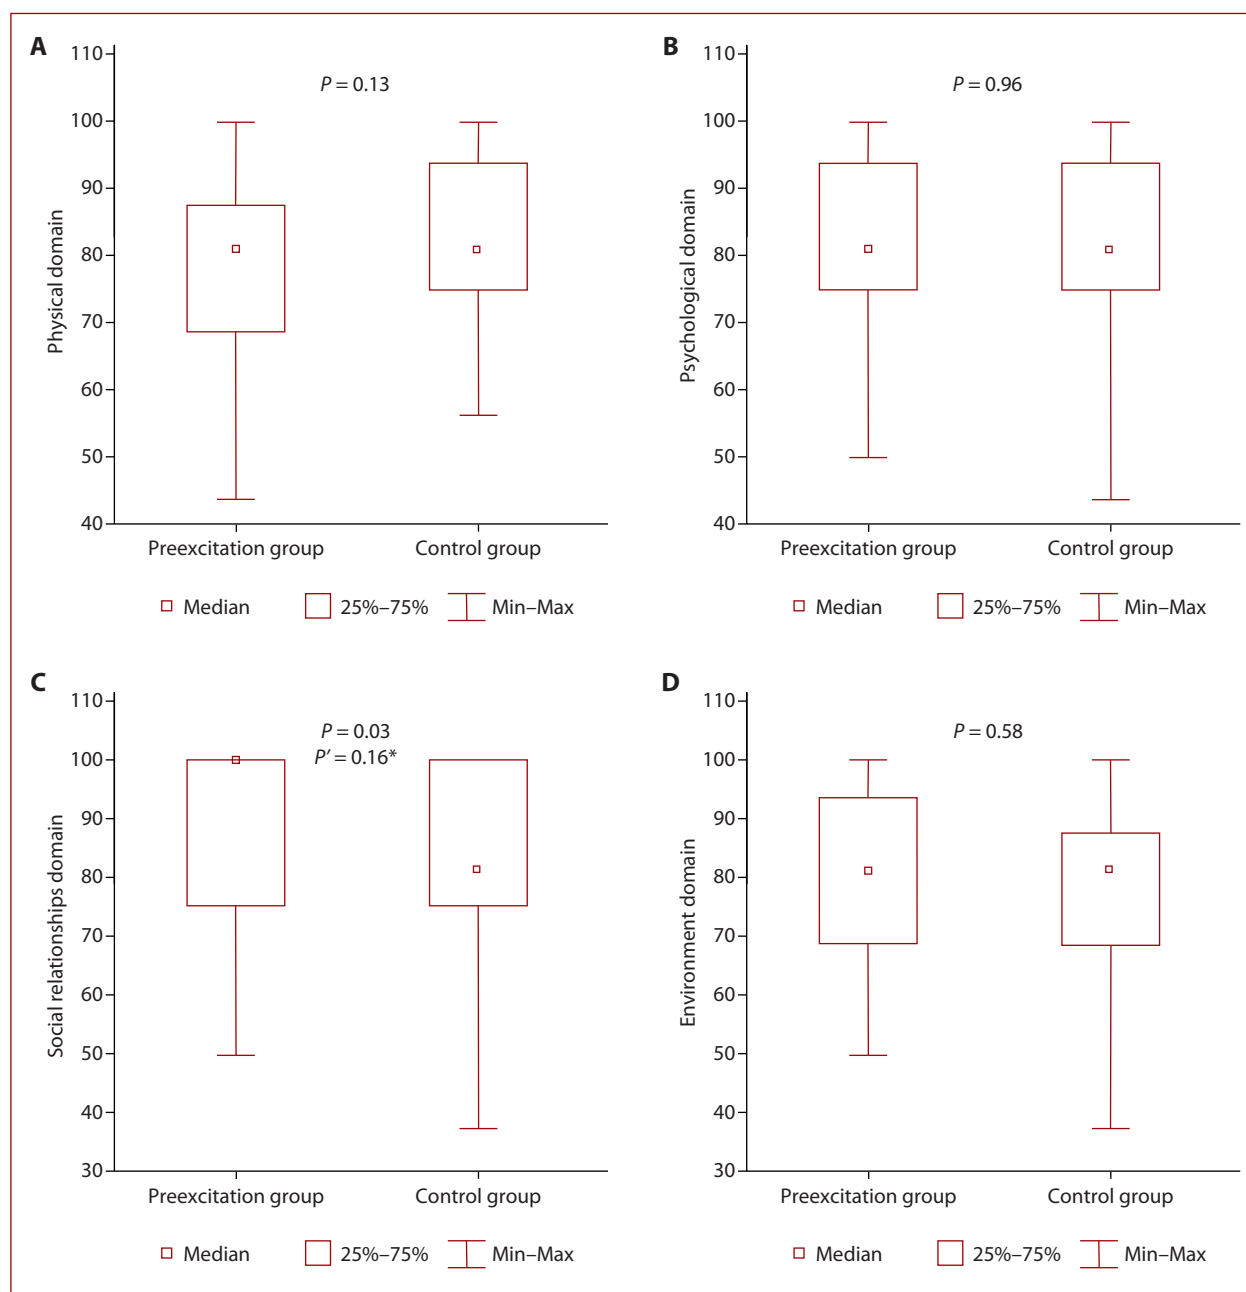 A
P = 0.13
Physical domain
110
100
90
80
70
60
50
40
Preexcitation group
Control group
Median
25%–75%
Min–Max
B
P = 0.96
Psychological domain
110
100
90
80
70
60
50
40
Preexcitation group
Control group
Median
25%–75%
Min–Max
C
P = 0.03
P′ = 0.16*
Social relationships domain
110
100
90
80
70
60
50
40
30
Preexcitation group
Control group
Median
25%–75%
Min–Max
D
P = 0.58
Environment domain
110
100
90
80
70
60
50
40
30
Preexcitation group
Control group
Median
25%–75%
Min–Max